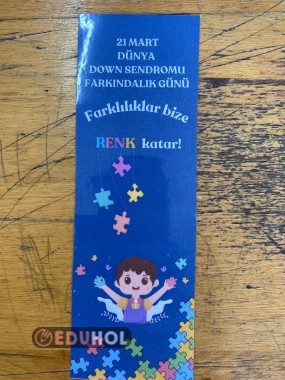 21 MART
DÜNYA
DOWN SENDROMU
FARKINDALIK GÜNÜ
Farklılıklar bize
RENK katar!
EDUHOL